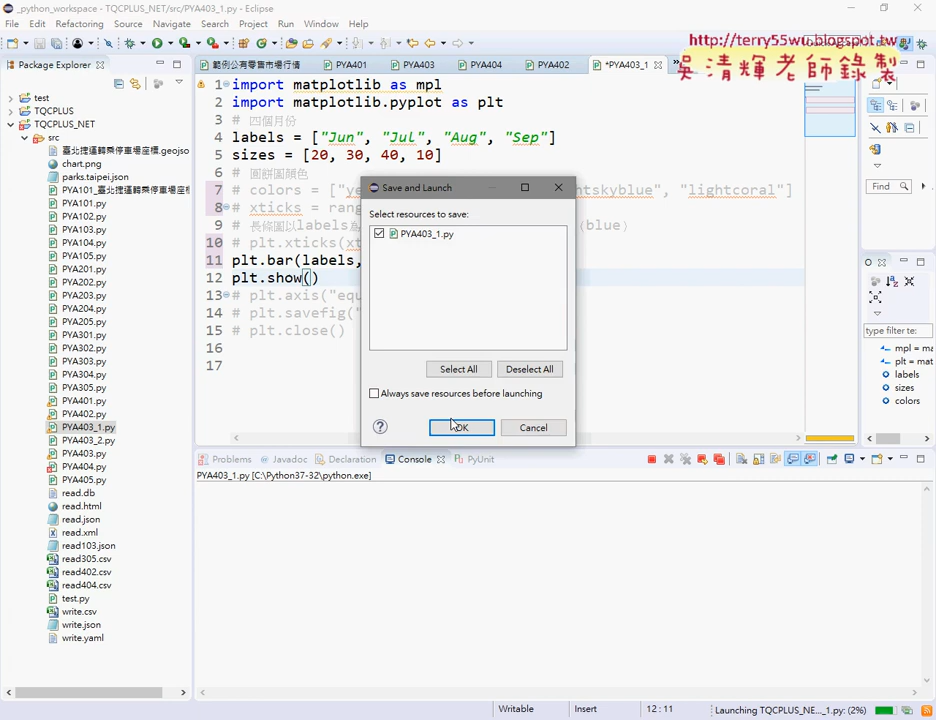 _python_workspace - TQCPLUS_NET/src/PYA403_1.py - Eclipse
File Edit Refactoring Source Navigate Search Project Run Window Help
http://terry55wu.blogspot.tw
吳清輝老師錄製
Package Explorer
範例公有零售市場行情 PYA401 PYA403 PYA404 PYA402 *PYA403_1
test
TQCPLUS
TQCPLUS_NET
src
臺北捷運轉乘停車場座標.geojso
chart.png
parks.taipei.json
PYA101_臺北捷運轉乘停車場座標
PYA101.py
PYA102.py
PYA103.py
PYA104.py
PYA105.py
PYA201.py
PYA202.py
PYA203.py
PYA204.py
PYA205.py
PYA301.py
PYA302.py
PYA303.py
PYA304.py
PYA305.py
PYA401.py
PYA402.py
PYA403_1.py
PYA403_2.py
PYA403.py
PYA404.py
PYA405.py
read.db
read.html
read.json
read.xml
read103.json
read305.csv
read402.csv
read404.csv
test.py
write.csv
write.json
write.yaml
1 import matplotlib as mpl
2 import matplotlib.pyplot as plt
3 # 四個月份
4 labels = ["Jun", "Jul", "Aug", "Sep"]
5 sizes = [20, 30, 40, 10]
6 # 圓餅圖顏色
7 # colors = ["ye htskyblue", "lightcoral"]
8 # xticks = rang
9 # 長條圖以labels為 (blue)
10 # plt.xticks(xt
11 plt.bar(labels,
12 plt.show()
13 # plt.axis("equ
14 # plt.savefig("
15 # plt.close()
16
17
Save and Launch
Select resources to save:
PYA403_1.py
Select All Deselect All
Always save resources before launching
OK Cancel
Find
type filter te:
mpl = ma
plt = mat
labels
sizes
colors
Problems Javadoc Declaration Console PyUnit
PYA403_1.py [C:\Python37-32\python.exe]
Writable Insert 12 : 11 Launching TQCPLUS_NE..._1.py: (2%)